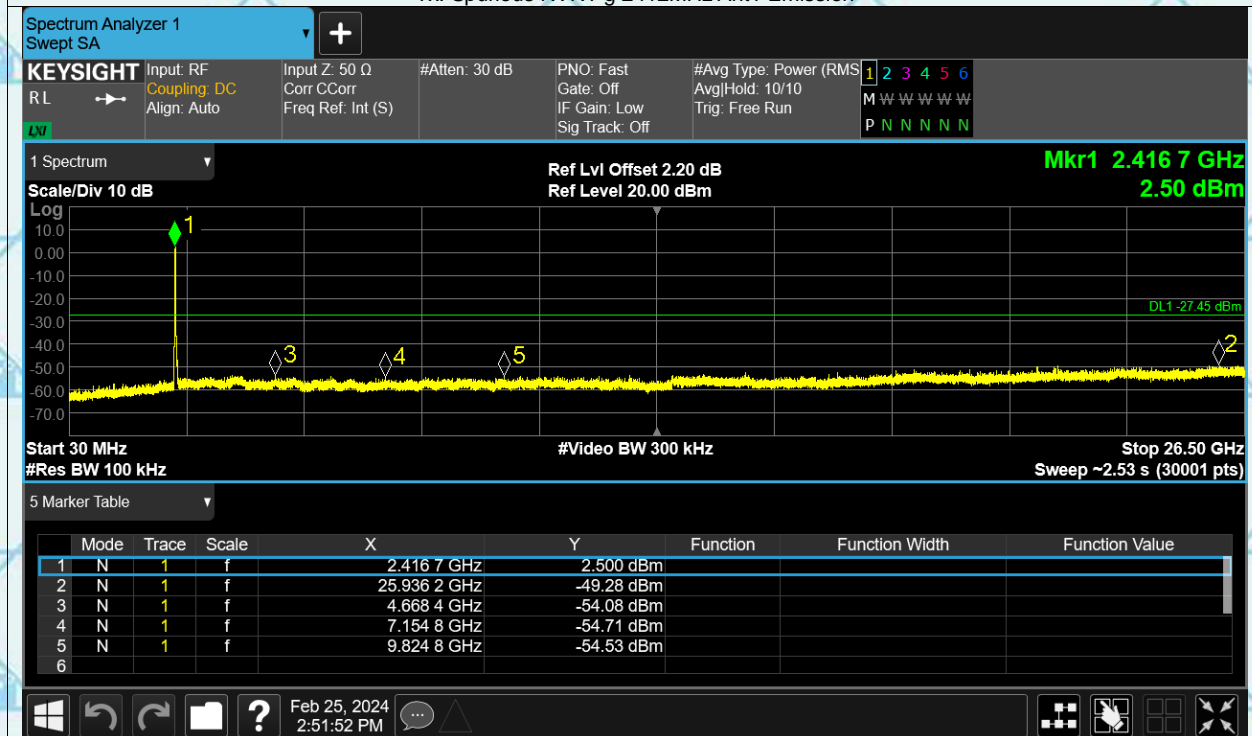 Spectrum Analyzer 1
Swept SA
+
KEYSIGHT
RL
LXI
Input: RF
Coupling: DC
Align: Auto
Input Z: 50 Ω
Corr CCorr
Freq Ref: Int (S)
#Atten: 30 dB
PNO: Fast
Gate: Off
IF Gain: Low
Sig Track: Off
#Avg Type: Power (RMS
Avg|Hold: 10/10
Trig: Free Run
1 2 3 4 5 6
M W W W W W
P N N N N N
1 Spectrum
Scale/Div 10 dB
Ref Lvl Offset 2.20 dB
Ref Level 20.00 dBm
Mkr1 2.416 7 GHz
2.50 dBm
Log
10.0
0.00
-10.0
-20.0
-30.0
-40.0
-50.0
-60.0
-70.0
1
DL1 -27.45 dBm
3
4
5
2
Start 30 MHz
#Res BW 100 kHz
#Video BW 300 kHz
Stop 26.50 GHz
Sweep ~2.53 s (30001 pts)
5 Marker Table
Mode Trace Scale X Y Function Function Width Function Value
1 N 1 f 2.416 7 GHz 2.500 dBm
2 N 1 f 25.936 2 GHz -49.28 dBm
3 N 1 f 4.668 4 GHz -54.08 dBm
4 N 1 f 7.154 8 GHz -54.71 dBm
5 N 1 f 9.824 8 GHz -54.53 dBm
6
?
Feb 25, 2024
2:51:52 PM